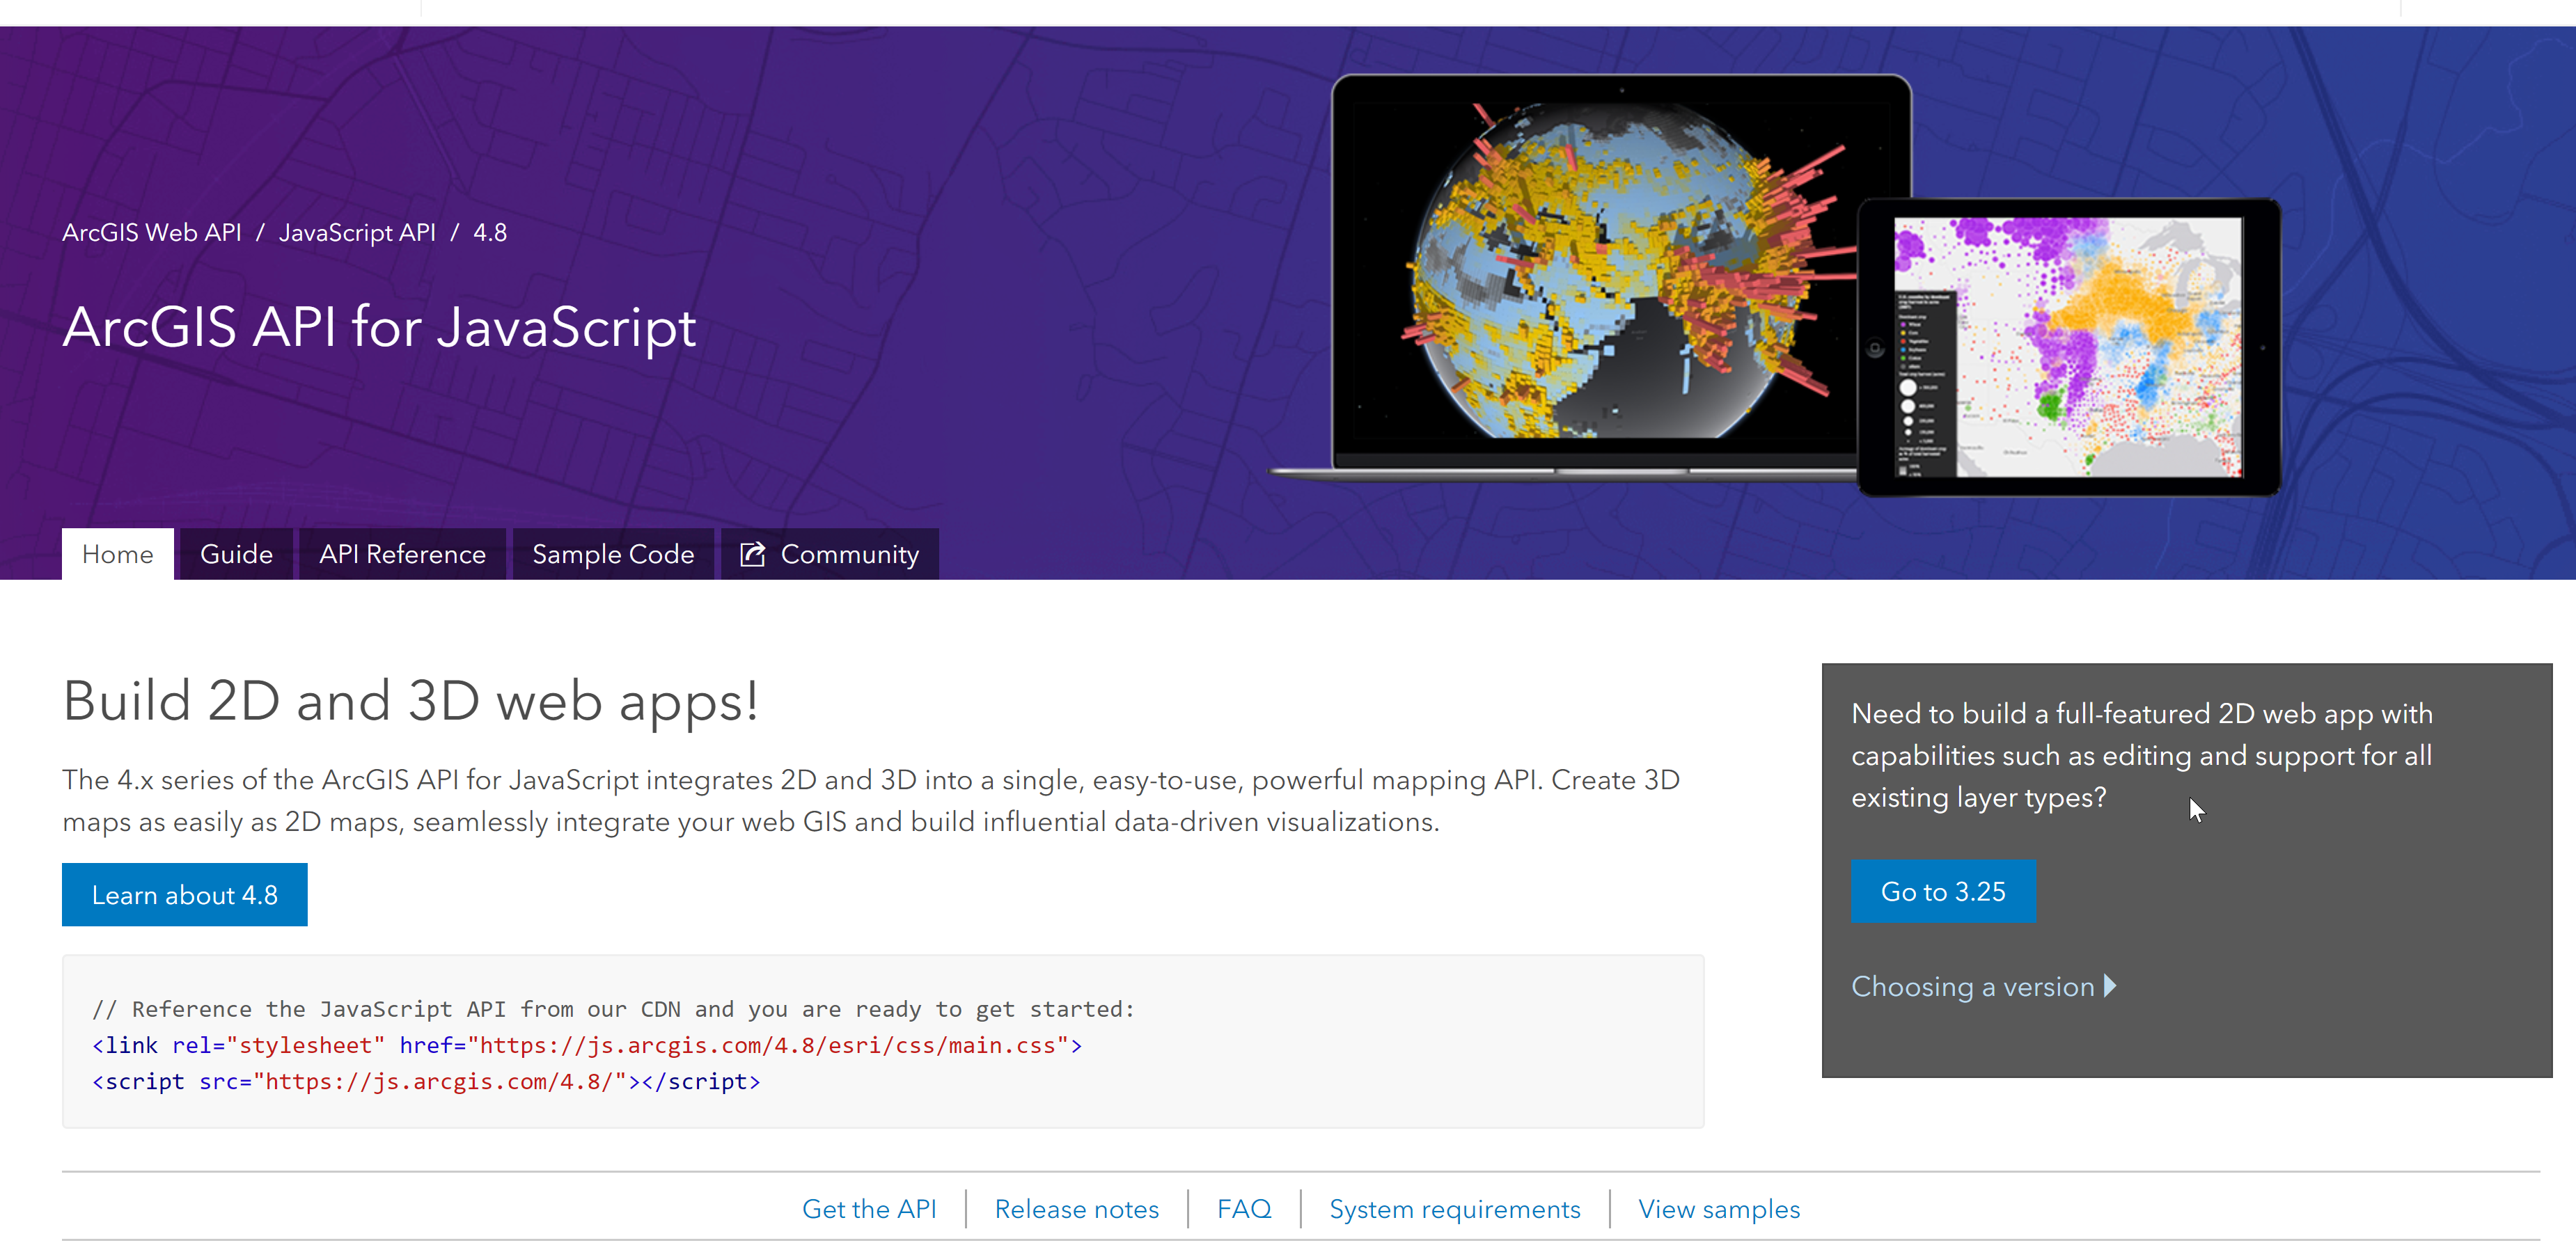 ArcGIS Web API / JavaScript API / 4.8
ArcGIS API for JavaScript
Home
Guide
API Reference
Sample Code
Community
Build 2D and 3D web apps!
The 4.x series of the ArcGIS API for JavaScript integrates 2D and 3D into a single, easy-to-use, powerful mapping API. Create 3D
maps as easily as 2D maps, seamlessly integrate your web GIS and build influential data-driven visualizations.
Learn about 4.8
// Reference the JavaScript API from our CDN and you are ready to get started:
<link rel="stylesheet" href="https://js.arcgis.com/4.8/esri/css/main.css">
<script src="https://js.arcgis.com/4.8/"></script>
Need to build a full-featured 2D web app with
capabilities such as editing and support for all
existing layer types?
Go to 3.25
Choosing a version
Get the API
Release notes
FAQ
System requirements
View samples